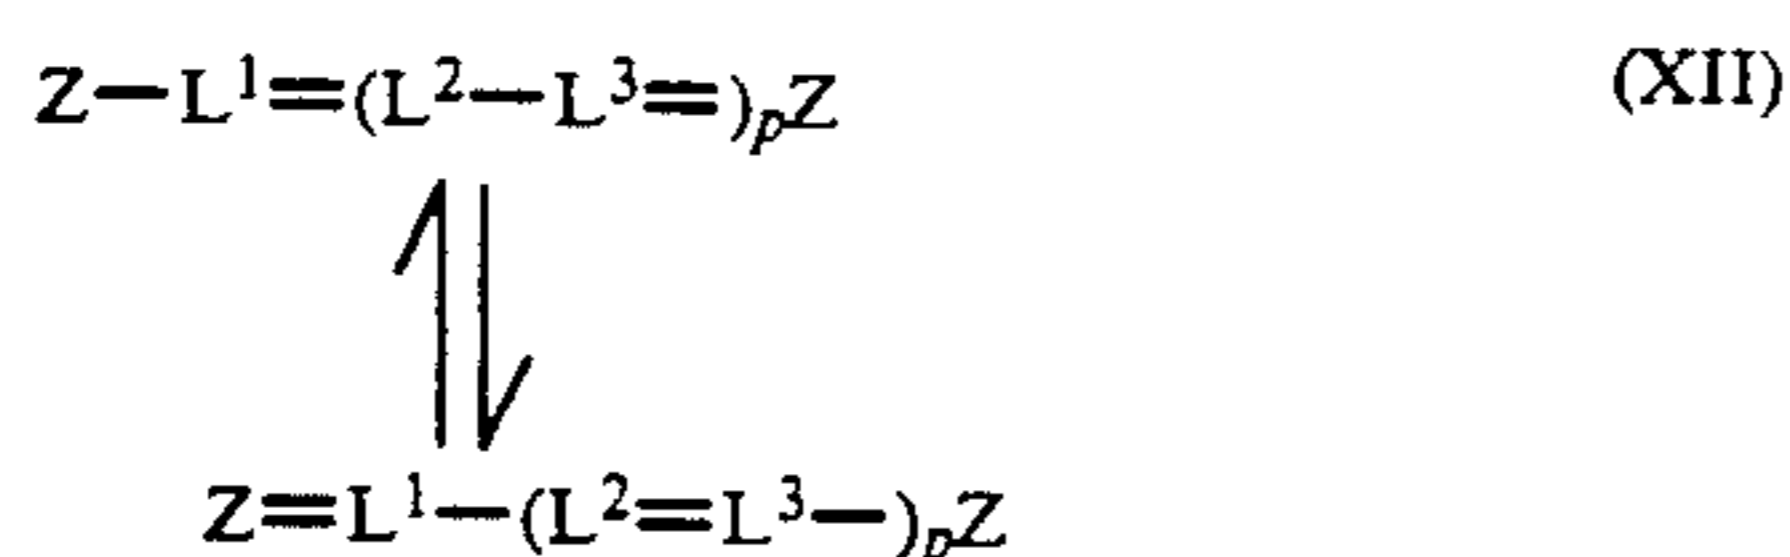 Z—L¹=(L²—L³=)ₚZ (XII)
Z=L¹—(L²=L³—)ₚZ